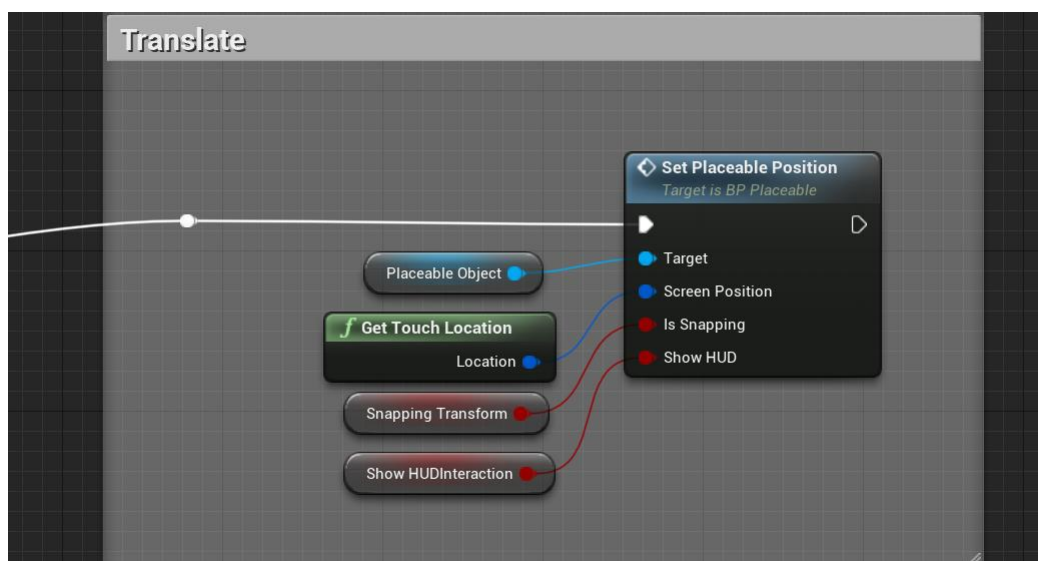 Translate
Set Placeable Position
Target is BP Placeable
Placeable Object
Target
Screen Position
f Get Touch Location
Is Snapping
Location
Show HUD
Snapping Transform
Show HUDInteraction